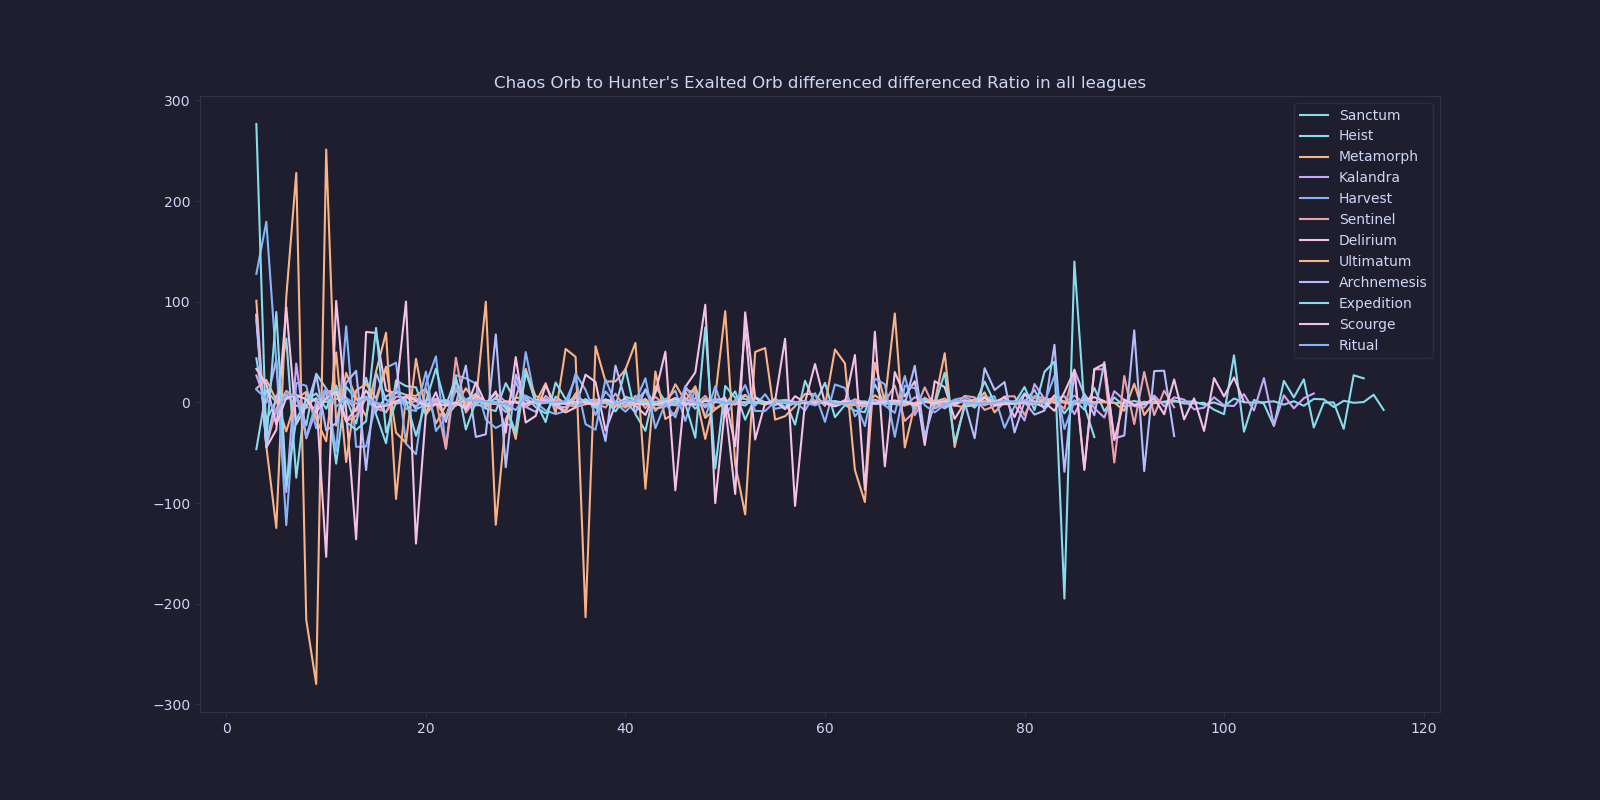 Chaos Orb to Hunter's Exalted Orb differenced differenced Ratio in all leagues
300
200
100
0
−100
−200
−300
0 20 40 60 80 100 120
Sanctum
Heist
Metamorph
Kalandra
Harvest
Sentinel
Delirium
Ultimatum
Archnemesis
Expedition
Scourge
Ritual